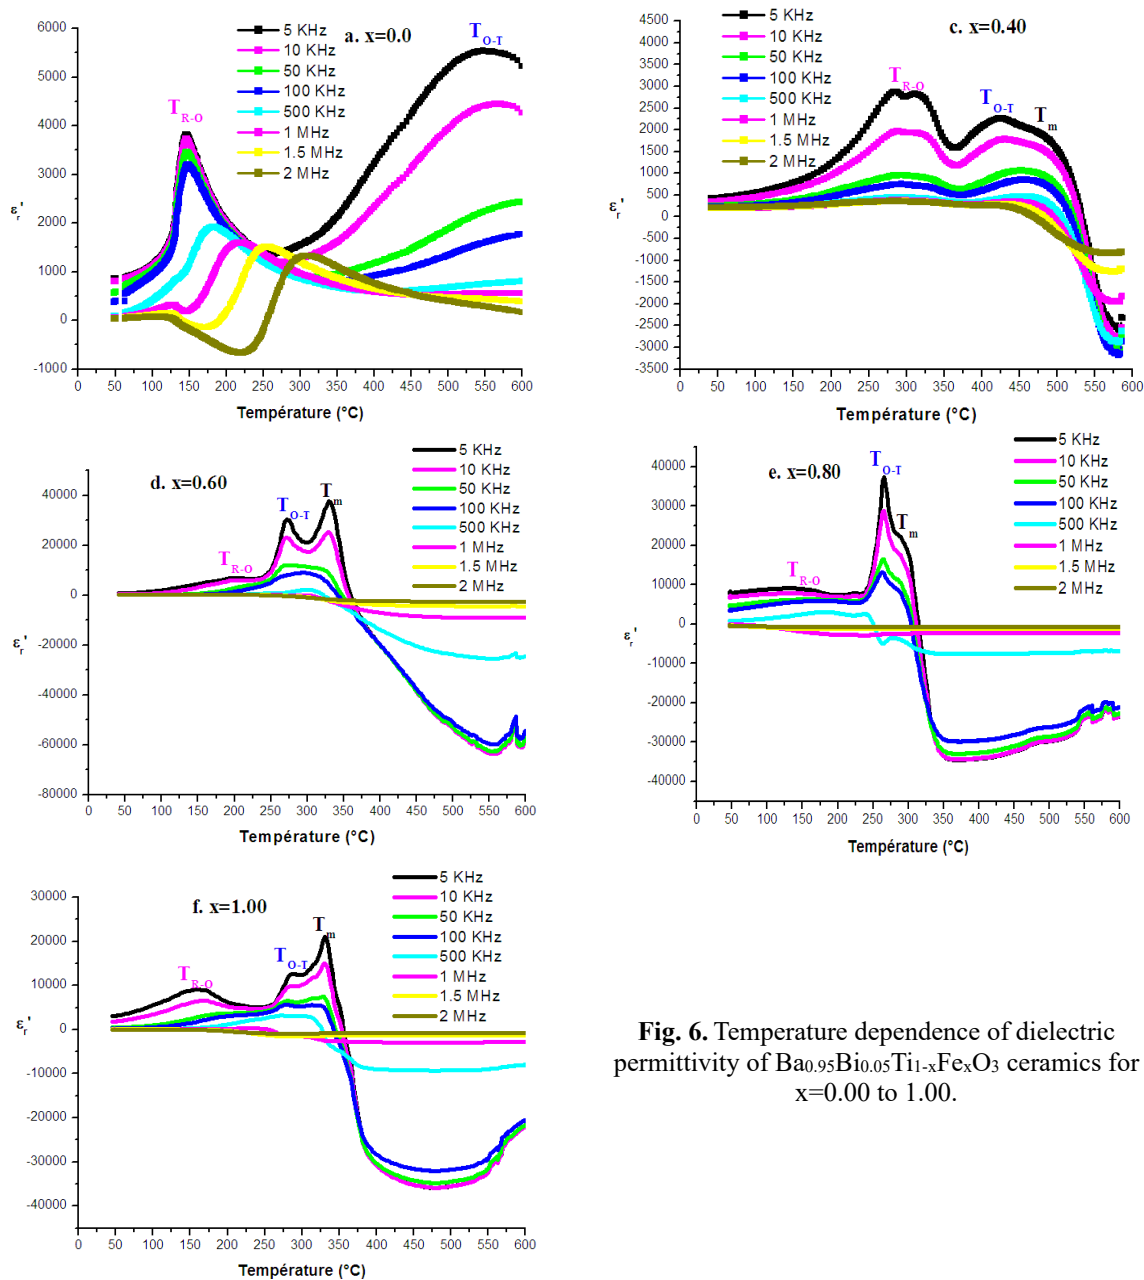 a. x=0.0
5 KHz
10 KHz
50 KHz
100 KHz
500 KHz
1 MHz
1.5 MHz
2 MHz
T_R-O
T_O-T
6000
5000
4000
3000
2000
1000
0
-1000
ε_r'
0 50 100 150 200 250 300 350 400 450 500 550 600
Température (°C)
c. x=0.40
5 KHz
10 KHz
50 KHz
100 KHz
500 KHz
1 MHz
1.5 MHz
2 MHz
T_R-O
T_O-T
T_m
4500
4000
3500
3000
2500
2000
1500
1000
500
0
-500
-1000
-1500
-2000
-2500
-3000
-3500
ε_r'
0 50 100 150 200 250 300 350 400 450 500 550 600
Température (°C)
d. x=0.60
5 KHz
10 KHz
50 KHz
100 KHz
500 KHz
1 MHz
1.5 MHz
2 MHz
T_R-O
T_O-T
T_m
40000
20000
0
-20000
-40000
-60000
-80000
ε_r'
0 50 100 150 200 250 300 350 400 450 500 550 600
Température (°C)
e. x=0.80
5 KHz
10 KHz
50 KHz
100 KHz
500 KHz
1 MHz
1.5 MHz
2 MHz
T_R-O
T_O-T
T_m
40000
30000
20000
10000
0
-10000
-20000
-30000
-40000
ε_r'
0 50 100 150 200 250 300 350 400 450 500 550 600
Température (°C)
f. x=1.00
5 KHz
10 KHz
50 KHz
100 KHz
500 KHz
1 MHz
1.5 MHz
2 MHz
T_R-O
T_O-T
T_m
30000
20000
10000
0
-10000
-20000
-30000
-40000
ε_r'
0 50 100 150 200 250 300 350 400 450 500 550 600
Température (°C)
Fig. 6. Temperature dependence of dielectric
permittivity of Ba₀.₉₅Bi₀.₀₅Ti₁₋ₓFeₓO₃ ceramics for
x=0.00 to 1.00.